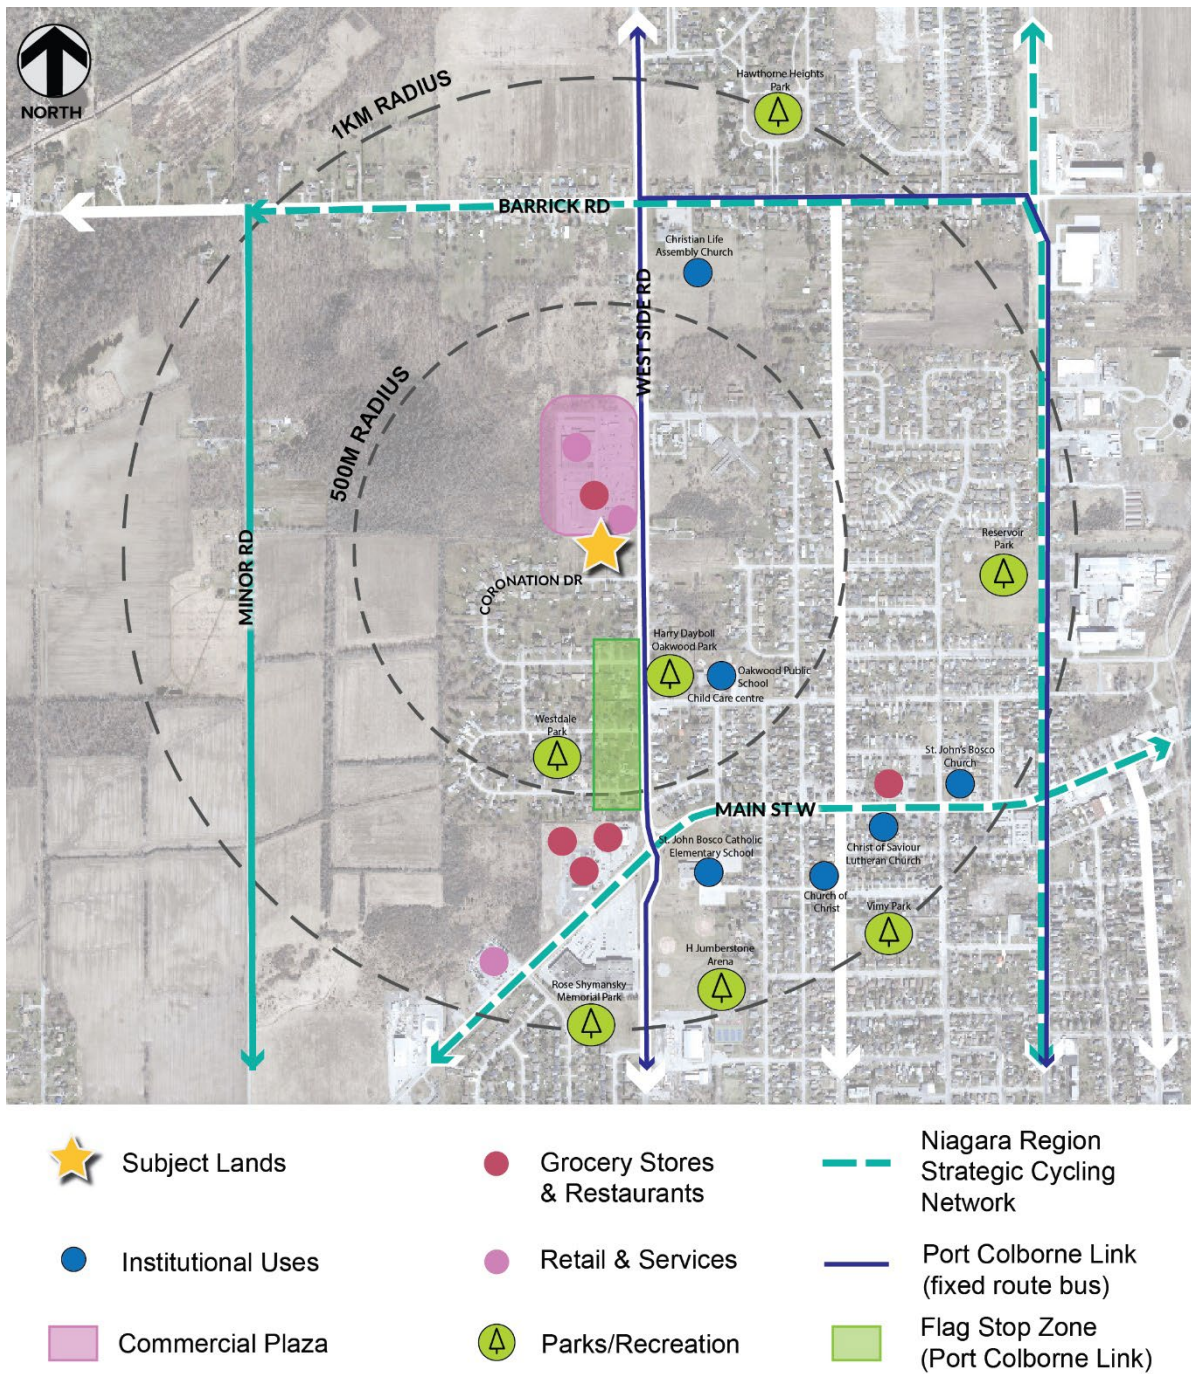 NORTH
1KM RADIUS
Hawthorne Heights
Park
BARRICK RD
Christian Life
Assembly Church
WEST SIDE RD
500M RADIUS
MINOR RD
CORONATION DR
Reservoir
Park
Harry Dayboll
Oakwood Park
Oakwood Public
School
Child Care centre
Westdale
Park
St. John's Bosco
Church
MAIN ST W
St. John Bosco Catholic
Elementary School
Christ of Saviour
Lutheran Church
Church of
Christ
Vimy Park
H Jumberstone
Arena
Rose Shymansky
Memorial Park
Subject Lands
Grocery Stores
& Restaurants
Niagara Region
Strategic Cycling
Network
Institutional Uses
Retail & Services
Port Colborne Link
(fixed route bus)
Commercial Plaza
Parks/Recreation
Flag Stop Zone
(Port Colborne Link)